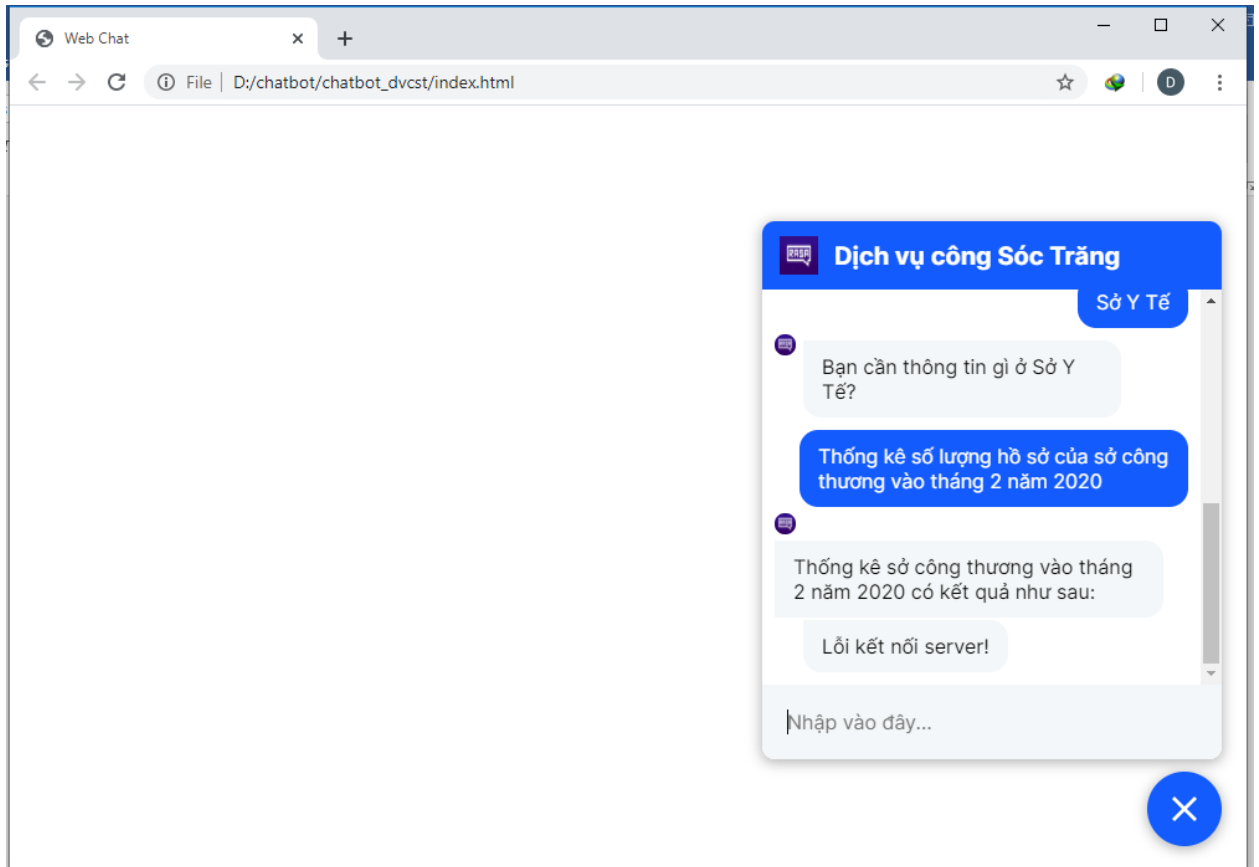 Web Chat
File D:/chatbot/chatbot_dvcst/index.html
D
RASA Dịch vụ công Sóc Trăng
Sở Y Tế
Bạn cần thông tin gì ở Sở Y
Tế?
Thống kê số lượng hồ sở của sở công
thương vào tháng 2 năm 2020
Thống kê sở công thương vào tháng
2 năm 2020 có kết quả như sau:
Lỗi kết nối server!
Nhập vào đây...